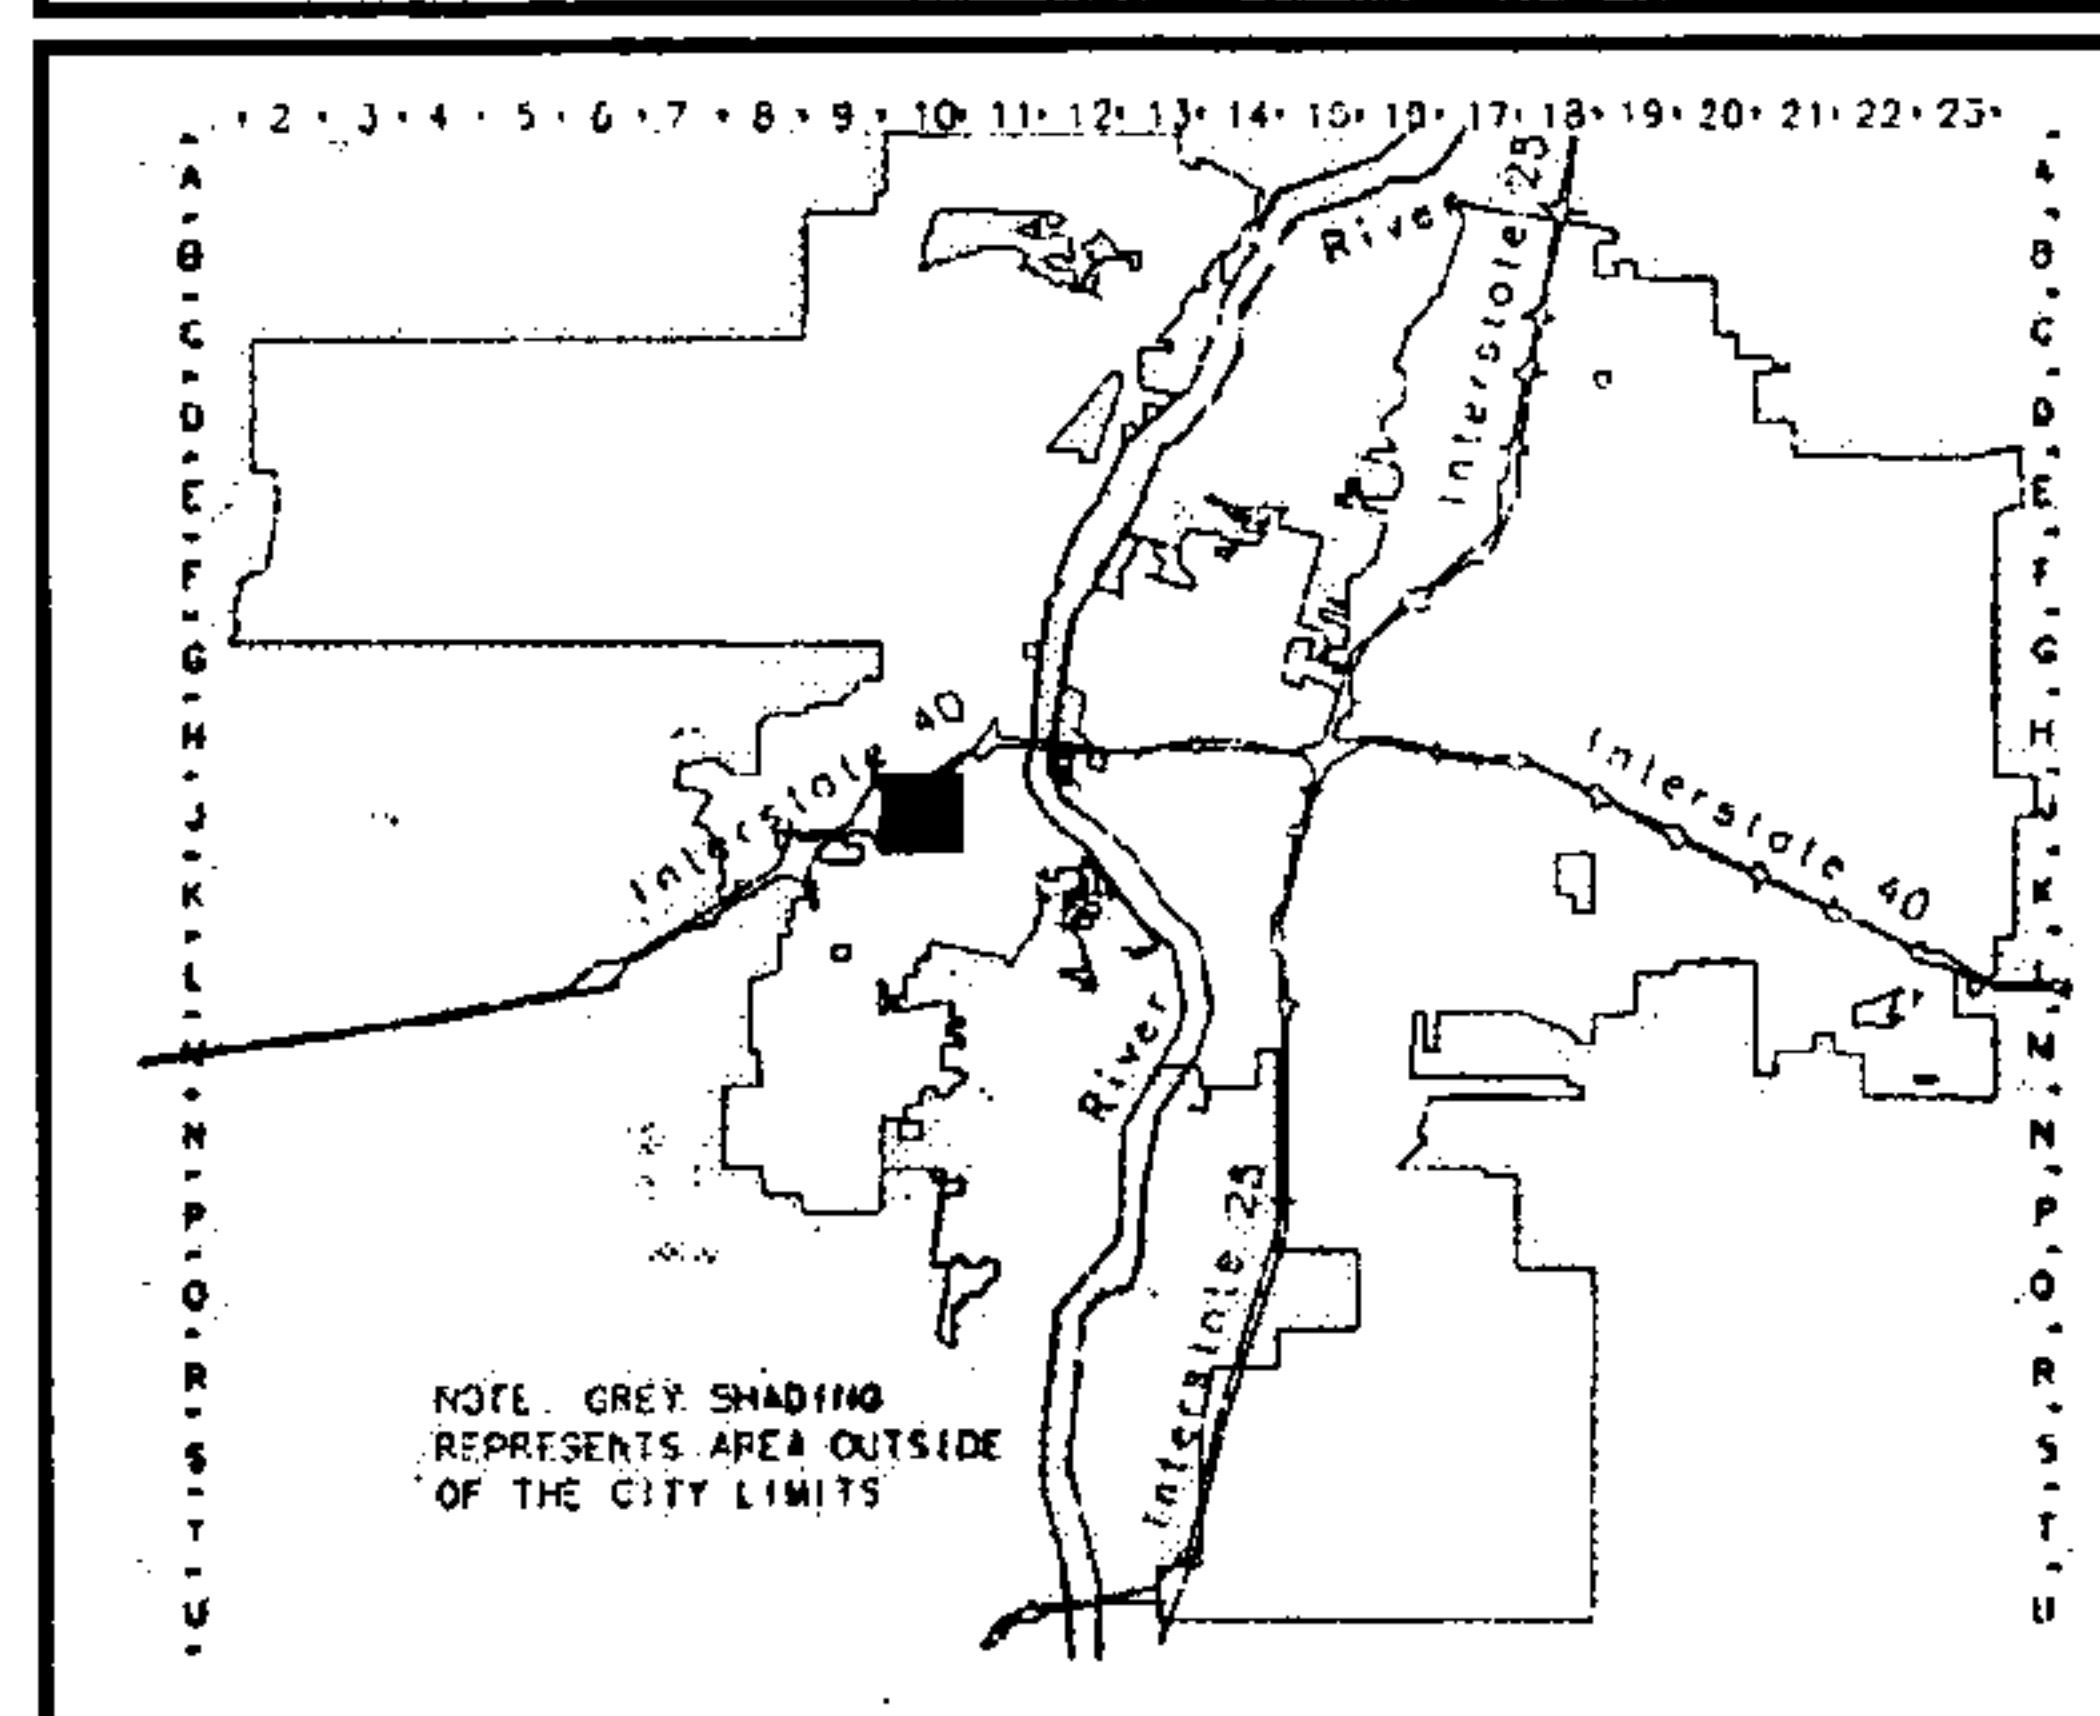 2 3 4 5 6 7 8 9 10 11 12 13 14 15 16 17 18 19 20 21 22 23
A A
B B
C C
D D
E E
F F
G G
H H
J J
K K
L L
M M
N N
P P
Q Q
R R
S S
T T
U U
River
Interstate 25
Interstate 40
Interstate 40
River
Interstate 25
NOTE. GREY SHADING
REPRESENTS AREA OUTSIDE
OF THE CITY LIMITS